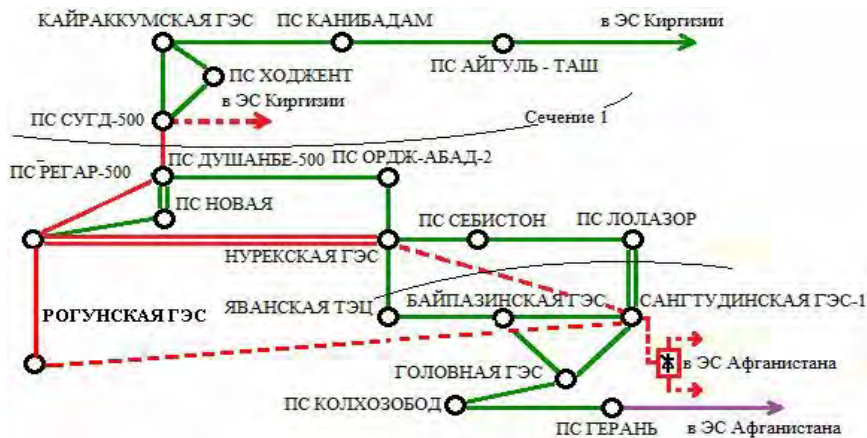 КАЙРАККУМСКАЯ ГЭС
ПС КАНИБАДАМ
в ЭС Киргизии
ПС АЙГУЛЬ - ТАШ
ПС ХОДЖЕНТ
в ЭС Киргизии
ПС СУГД-500
Сечение 1
ПС РЕГАР-500
ПС ДУШАНБЕ-500
ПС ОРДЖ-АБАД-2
ПС НОВАЯ
ПС СЕБИСТОН
ПС ЛОЛАЗОР
НУРЕКСКАЯ ГЭС
РОГУНСКАЯ ГЭС
ЯВАНСКАЯ ТЭЦ
БАЙПАЗИНСКАЯ ГЭС
САНГТУДИНСКАЯ ГЭС-1
в ЭС Афганистана
ГОЛОВНАЯ ГЭС
ПС КОЛХОЗОБОД
ПС ГЕРАНЬ
в ЭС Афганистана